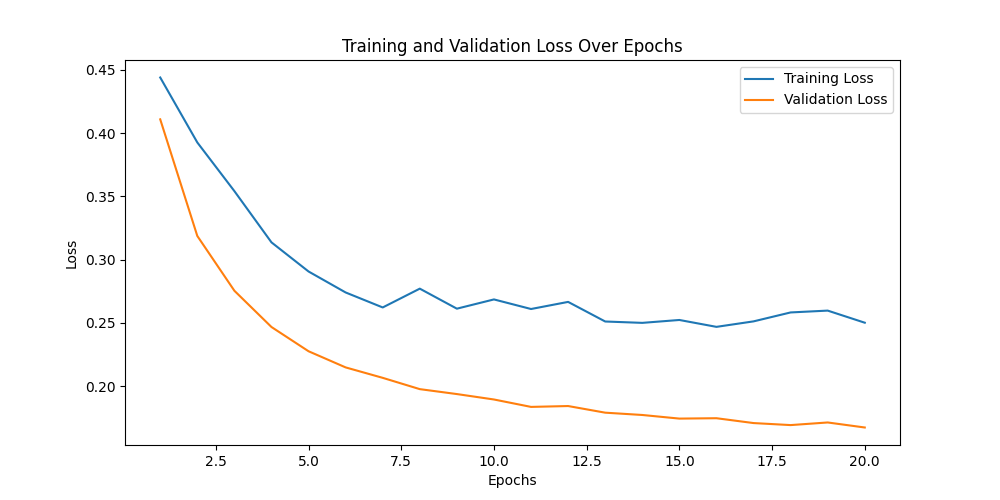 Training and Validation Loss Over Epochs
Training Loss
Validation Loss
Loss
0.45
0.40
0.35
0.30
0.25
0.20
2.5 5.0 7.5 10.0 12.5 15.0 17.5 20.0
Epochs